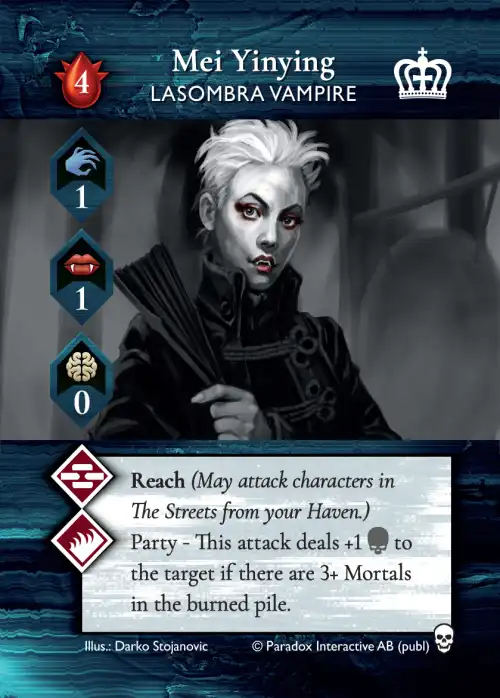 4
Mei Yinying
LASOMBRA VAMPIRE
1
1
0
Reach (May attack characters in
The Streets from your Haven.)
Party - This attack deals +1 to
the target if there are 3+ Mortals
in the burned pile.
Illus.: Darko Stojanovic
© Paradox Interactive AB (publ)